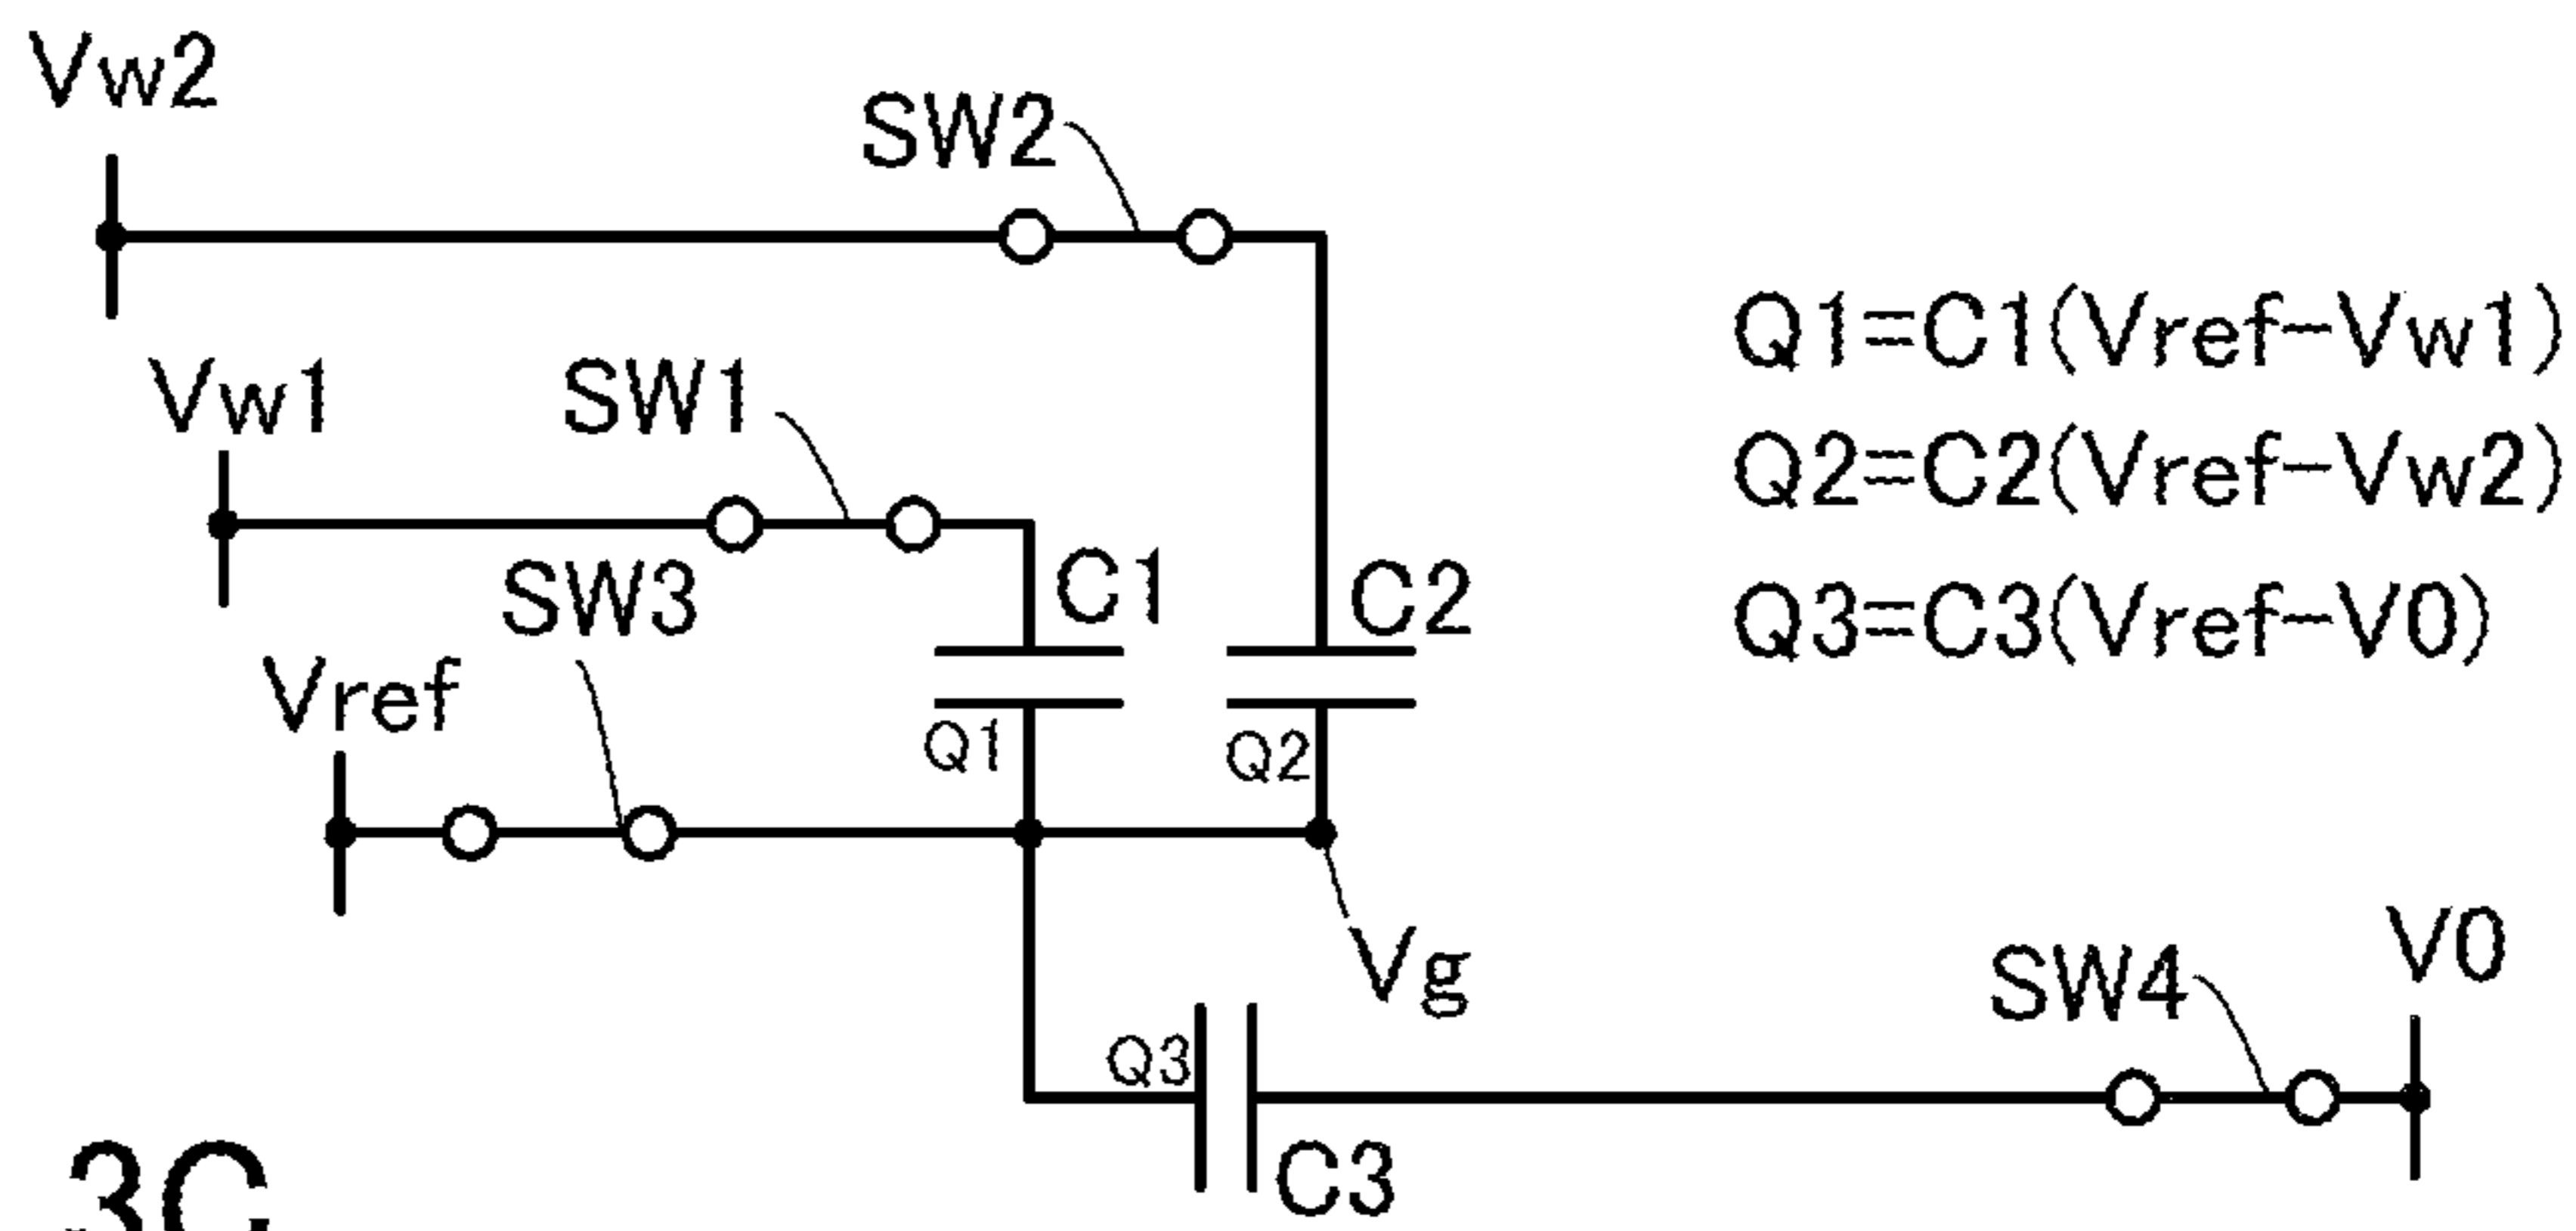 Vw2
SW2
Q1=C1(Vref-Vw1)
Vw1
SW1
Q2=C2(Vref-Vw2)
SW3
C1
C2
Q3=C3(Vref-V0)
Vref
Q1
Q2
Vg
SW4
V0
Q3
C3
3C